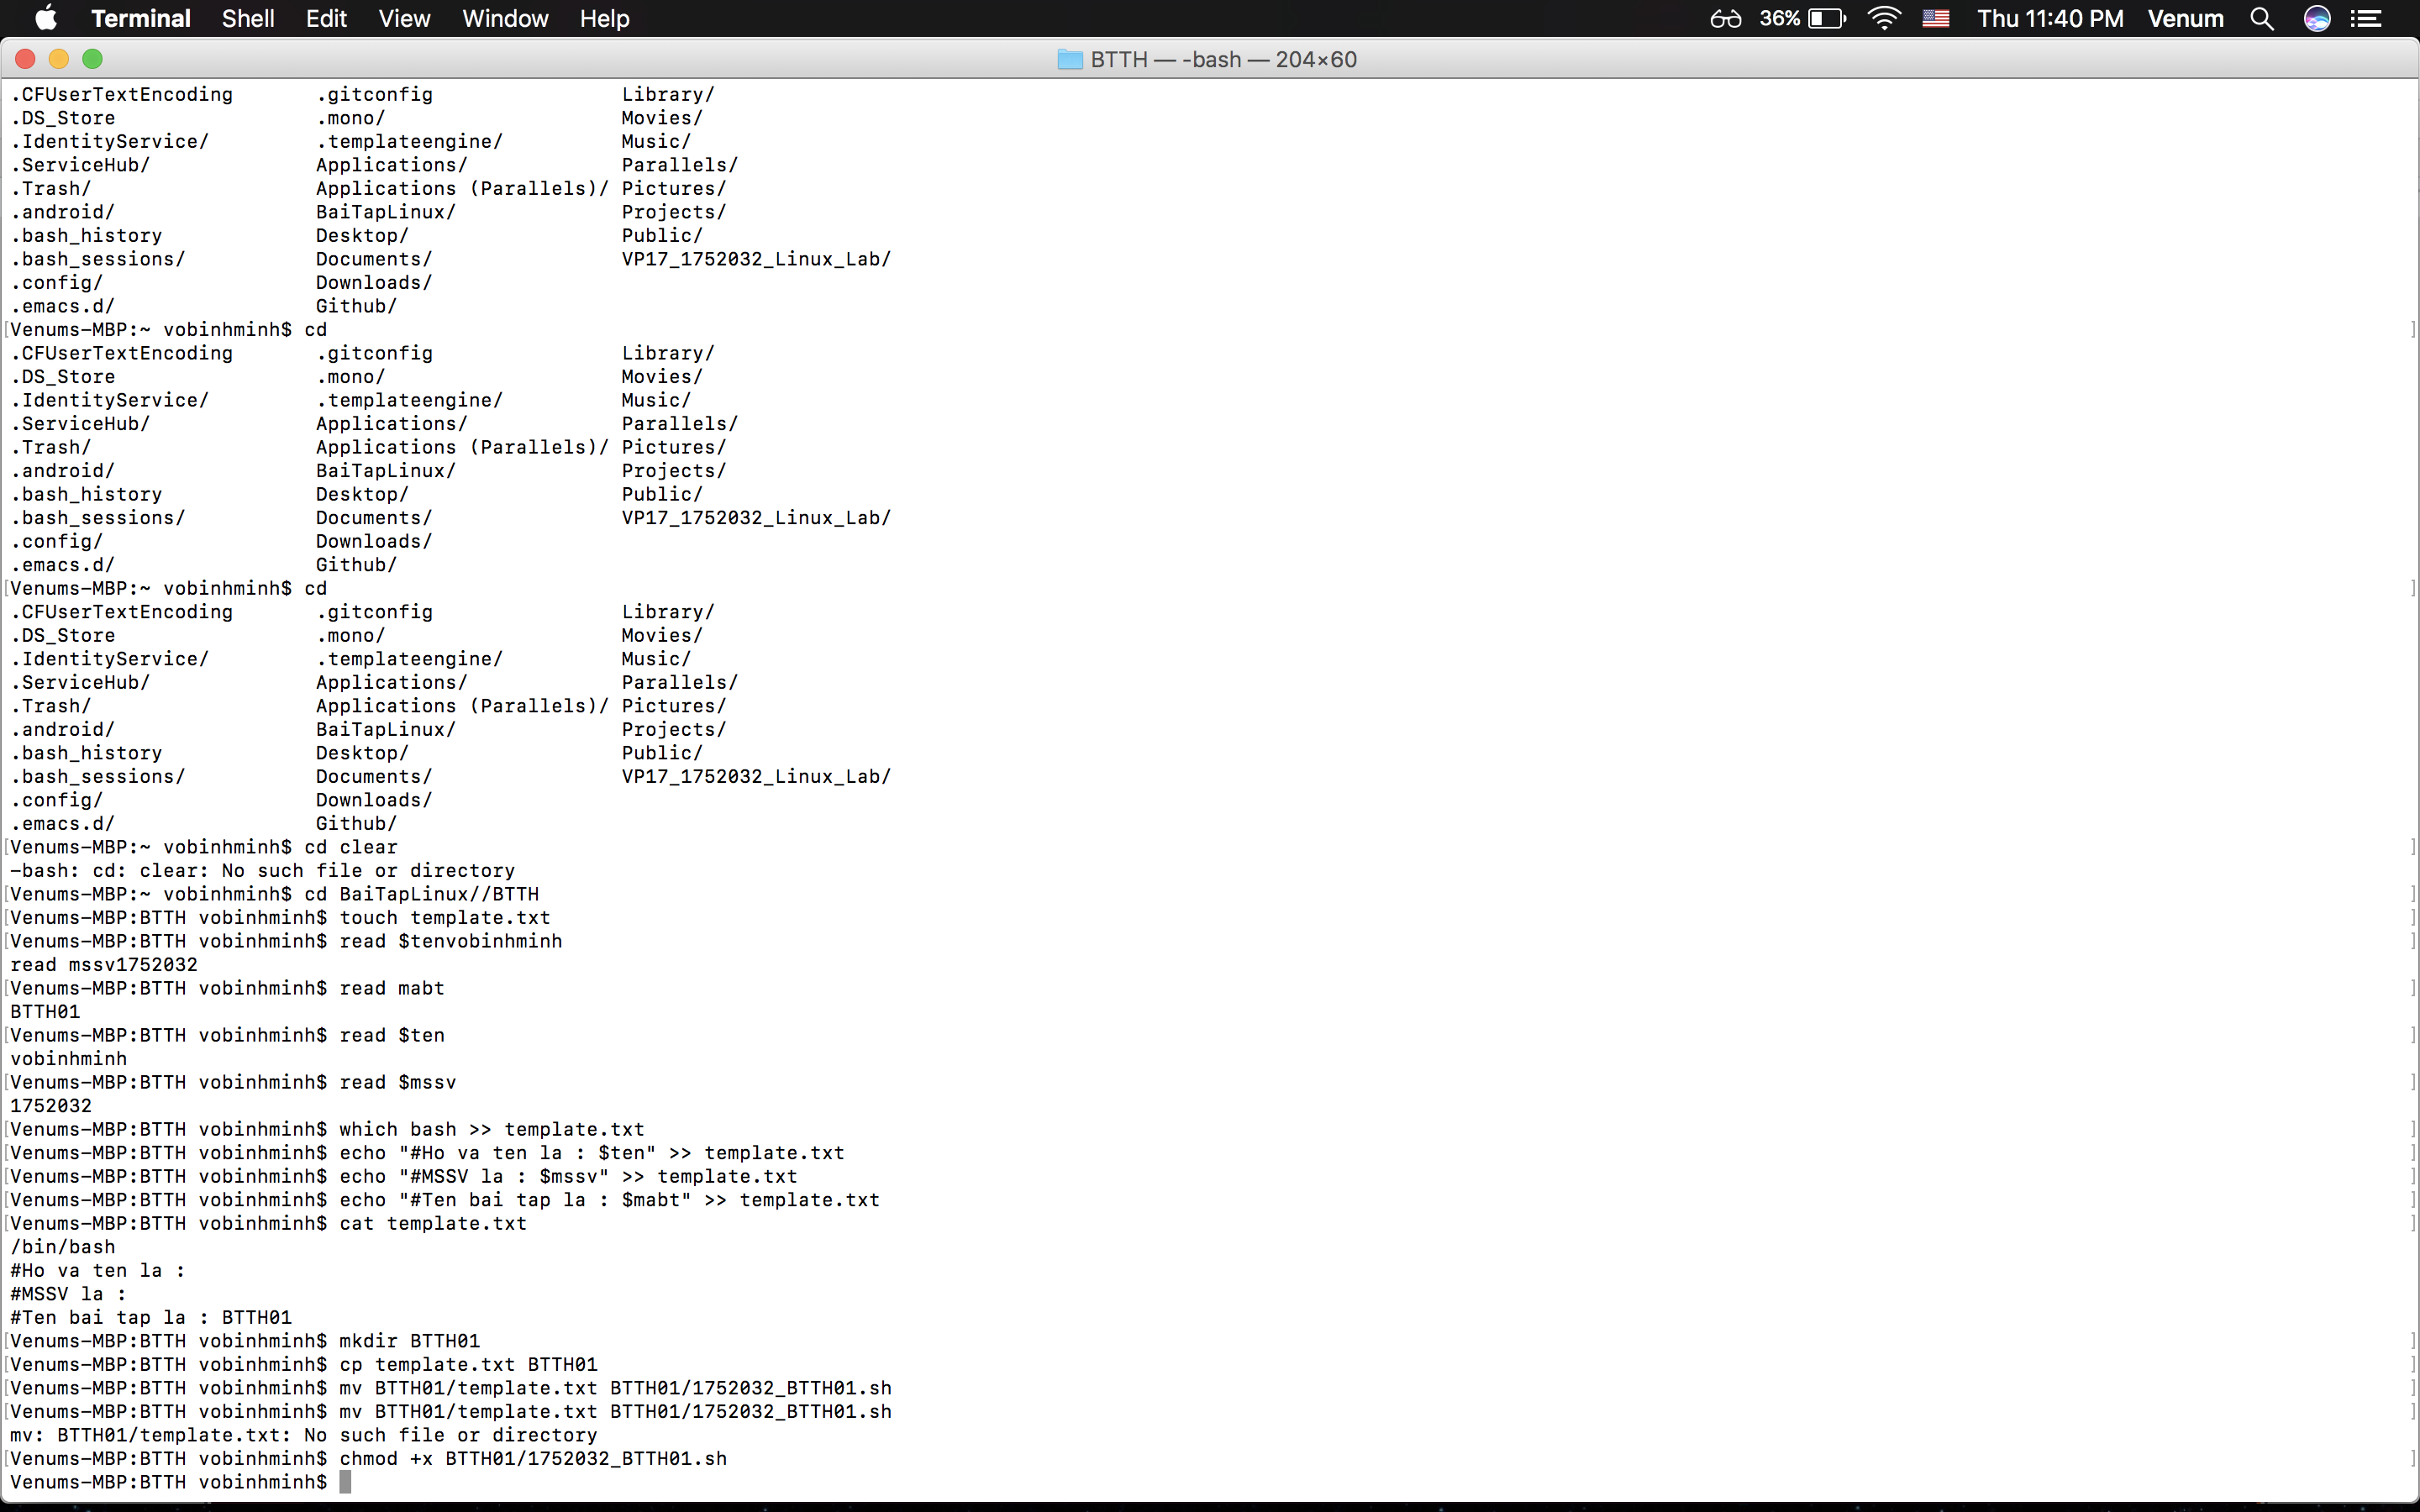 Terminal Shell Edit View Window Help 36% Thu 11:40 PM Venum
BTTH — -bash — 204×60
.CFUserTextEncoding .gitconfig Library/
.DS_Store .mono/ Movies/
.IdentityService/ .templateengine/ Music/
.ServiceHub/ Applications/ Parallels/
.Trash/ Applications (Parallels)/ Pictures/
.android/ BaiTapLinux/ Projects/
.bash_history Desktop/ Public/
.bash_sessions/ Documents/ VP17_1752032_Linux_Lab/
.config/ Downloads/
.emacs.d/ Github/
[Venums-MBP:~ vobinhminh$ cd ]
.CFUserTextEncoding .gitconfig Library/
.DS_Store .mono/ Movies/
.IdentityService/ .templateengine/ Music/
.ServiceHub/ Applications/ Parallels/
.Trash/ Applications (Parallels)/ Pictures/
.android/ BaiTapLinux/ Projects/
.bash_history Desktop/ Public/
.bash_sessions/ Documents/ VP17_1752032_Linux_Lab/
.config/ Downloads/
.emacs.d/ Github/
[Venums-MBP:~ vobinhminh$ cd ]
.CFUserTextEncoding .gitconfig Library/
.DS_Store .mono/ Movies/
.IdentityService/ .templateengine/ Music/
.ServiceHub/ Applications/ Parallels/
.Trash/ Applications (Parallels)/ Pictures/
.android/ BaiTapLinux/ Projects/
.bash_history Desktop/ Public/
.bash_sessions/ Documents/ VP17_1752032_Linux_Lab/
.config/ Downloads/
.emacs.d/ Github/
[Venums-MBP:~ vobinhminh$ cd clear ]
-bash: cd: clear: No such file or directory
[Venums-MBP:~ vobinhminh$ cd BaiTapLinux//BTTH ]
[Venums-MBP:BTTH vobinhminh$ touch template.txt ]
[Venums-MBP:BTTH vobinhminh$ read $tenvobinhminh ]
read mssv1752032
[Venums-MBP:BTTH vobinhminh$ read mabt ]
BTTH01
[Venums-MBP:BTTH vobinhminh$ read $ten ]
vobinhminh
[Venums-MBP:BTTH vobinhminh$ read $mssv ]
1752032
[Venums-MBP:BTTH vobinhminh$ which bash >> template.txt ]
[Venums-MBP:BTTH vobinhminh$ echo "#Ho va ten la : $ten" >> template.txt ]
[Venums-MBP:BTTH vobinhminh$ echo "#MSSV la : $mssv" >> template.txt ]
[Venums-MBP:BTTH vobinhminh$ echo "#Ten bai tap la : $mabt" >> template.txt ]
[Venums-MBP:BTTH vobinhminh$ cat template.txt ]
/bin/bash
#Ho va ten la :
#MSSV la :
#Ten bai tap la : BTTH01
[Venums-MBP:BTTH vobinhminh$ mkdir BTTH01 ]
[Venums-MBP:BTTH vobinhminh$ cp template.txt BTTH01 ]
[Venums-MBP:BTTH vobinhminh$ mv BTTH01/template.txt BTTH01/1752032_BTTH01.sh ]
[Venums-MBP:BTTH vobinhminh$ mv BTTH01/template.txt BTTH01/1752032_BTTH01.sh ]
mv: BTTH01/template.txt: No such file or directory
[Venums-MBP:BTTH vobinhminh$ chmod +x BTTH01/1752032_BTTH01.sh ]
Venums-MBP:BTTH vobinhminh$